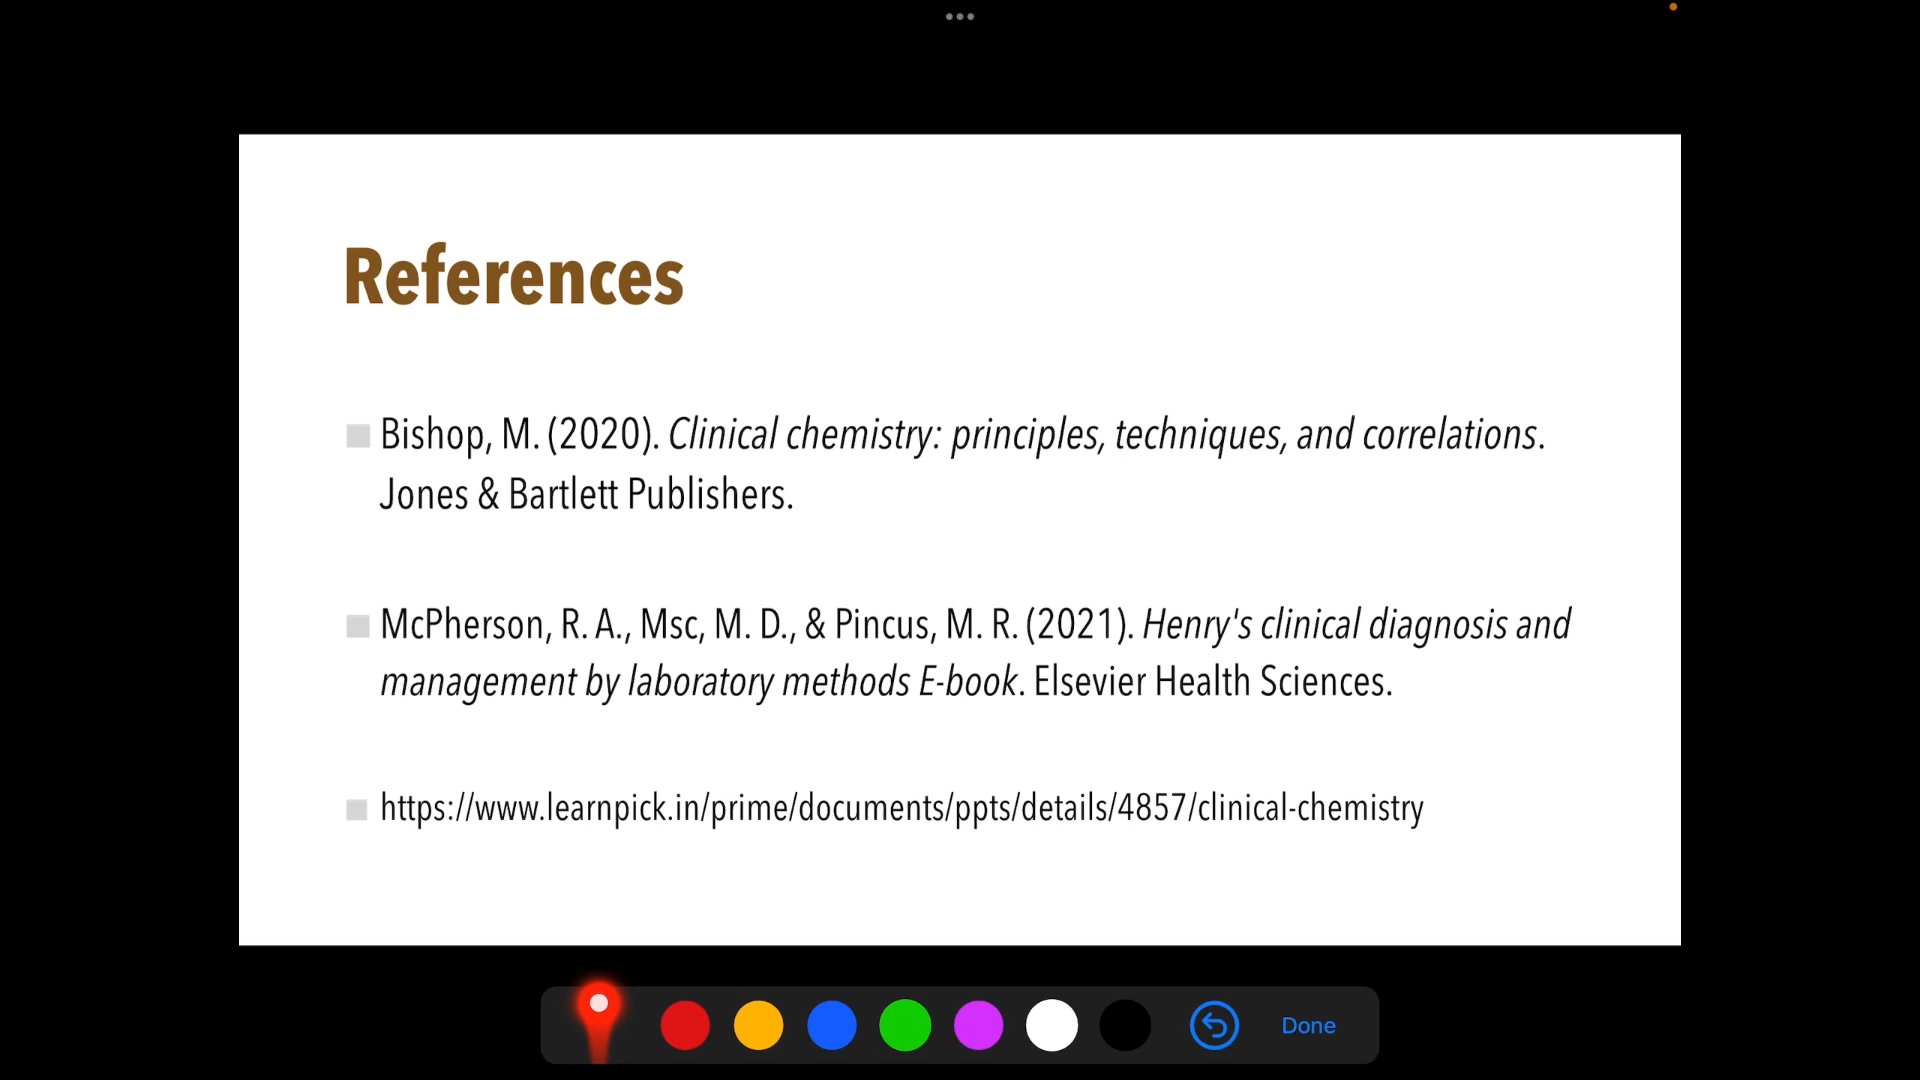 References
Bishop, M. (2020). Clinical chemistry: principles, techniques, and correlations.
Jones & Bartlett Publishers.
McPherson, R. A., Msc, M. D., & Pincus, M. R. (2021). Henry's clinical diagnosis and
management by laboratory methods E-book. Elsevier Health Sciences.
https://www.learnpick.in/prime/documents/ppts/details/4857/clinical-chemistry
Done